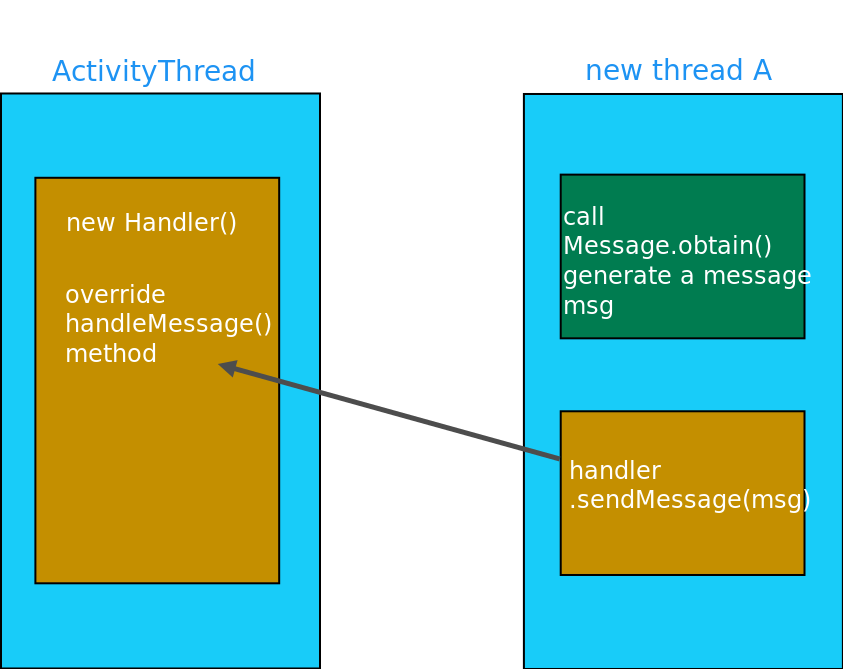 ActivityThread
new Handler()
override
handleMessage()
method
new thread A
call
Message.obtain()
generate a message
msg
handler
.sendMessage(msg)